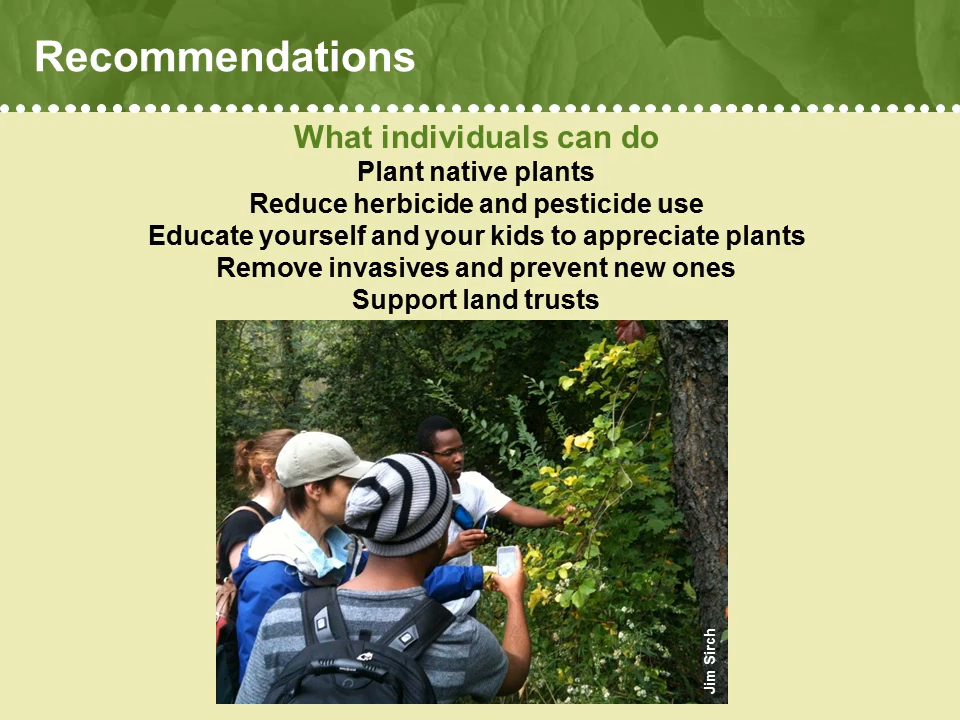 Recommendations
What individuals can do
Plant native plants
Reduce herbicide and pesticide use
Educate yourself and your kids to appreciate plants
Remove invasives and prevent new ones
Support land trusts
Jim Sirch